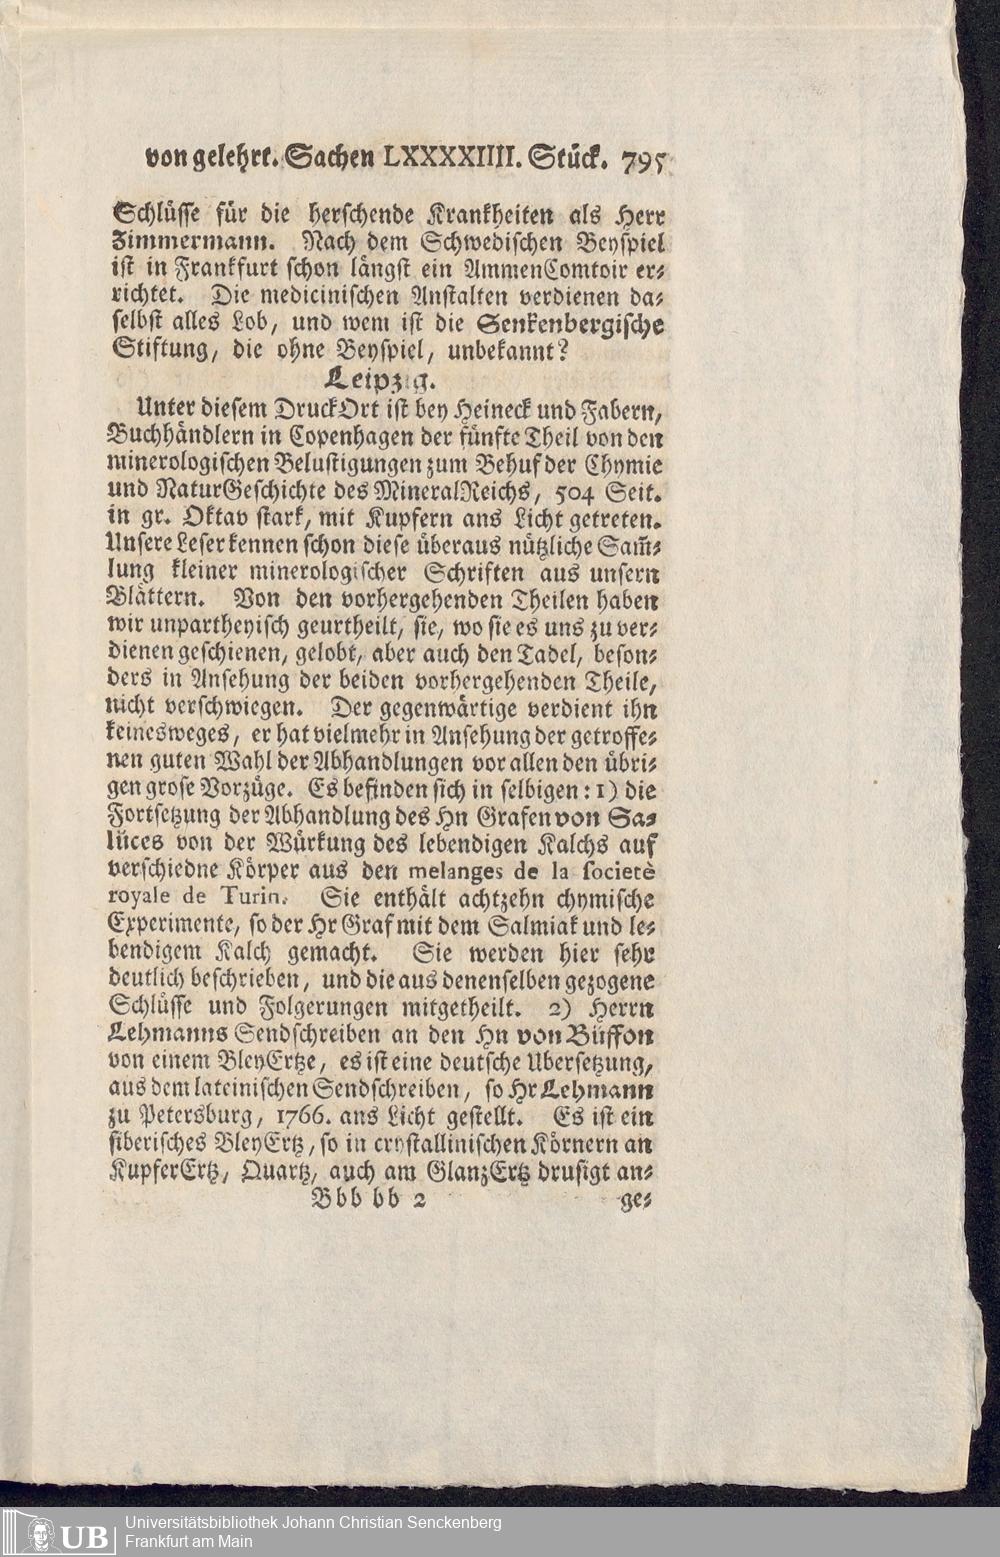 von gelehrt. Sachen LXXXXIIII. Stück. 795
Schlüsse für die herschende Krankheiten als Herr
Zimmermann. Nach dem Schwedischen Beyspiel
ist in Frankfurt schon längst ein AmmenComtoir er-
richtet. Die medicinischen Anstalten verdienen da-
selbst alles Lob, und wem ist die Senkenbergische
Stiftung, die ohne Beyspiel, unbekannt?
Leipzig.
Unter diesem DruckOrt ist bey Heineck und Fabern,
Buchhändlern in Copenhagen der fünfte Theil von den
minerologischen Belustigungen zum Behuf der Chymie
und NaturGeschichte des MineralReichs, 504 Seit.
in gr. Oktav stark, mit Kupfern ans Licht getreten.
Unsere Leser kennen schon diese überaus nützliche Sam̃-
lung kleiner minerologischer Schriften aus unsern
Blättern. Von den vorhergehenden Theilen haben
wir unpartheyisch geurtheilt, sie, wo sie es uns zu ver-
dienen geschienen, gelobt, aber auch den Tadel, beson-
ders in Ansehung der beiden vorhergehenden Theile,
nicht verschwiegen. Der gegenwärtige verdient ihn
keinesweges, er hat vielmehr in Ansehung der getroffe-
nen guten Wahl der Abhandlungen vor allen den übri-
gen grose Vorzüge. Es befinden sich in selbigen: 1) die
Fortsetzung der Abhandlung des Hn Grafen von Sa-
lüces von der Würkung des lebendigen Kalchs auf
verschiedne Körper aus den melanges de la societè
royale de Turin. Sie enthält achtzehn chymische
Experimente, so der Hr Graf mit dem Salmiak und le-
bendigem Kalch gemacht. Sie werden hier sehr
deutlich beschrieben, und die aus denenselben gezogene
Schlüsse und Folgerungen mitgetheilt. 2) Herrn
Lehmanns Sendschreiben an den Hn von Büffon
von einem BleyErtze, es ist eine deutsche Ubersetzung,
aus dem lateinischen Sendschreiben, so Hr Lehmann
zu Petersburg, 1766. ans Licht gestellt. Es ist ein
siberisches BleyErtz, so in crystallinischen Körnern an
KupferErtz, Quartz, auch am GlanzErtz drusigt an-
Bbb bb 2 ge-
UB Universitätsbibliothek Johann Christian Senckenberg
Frankfurt am Main